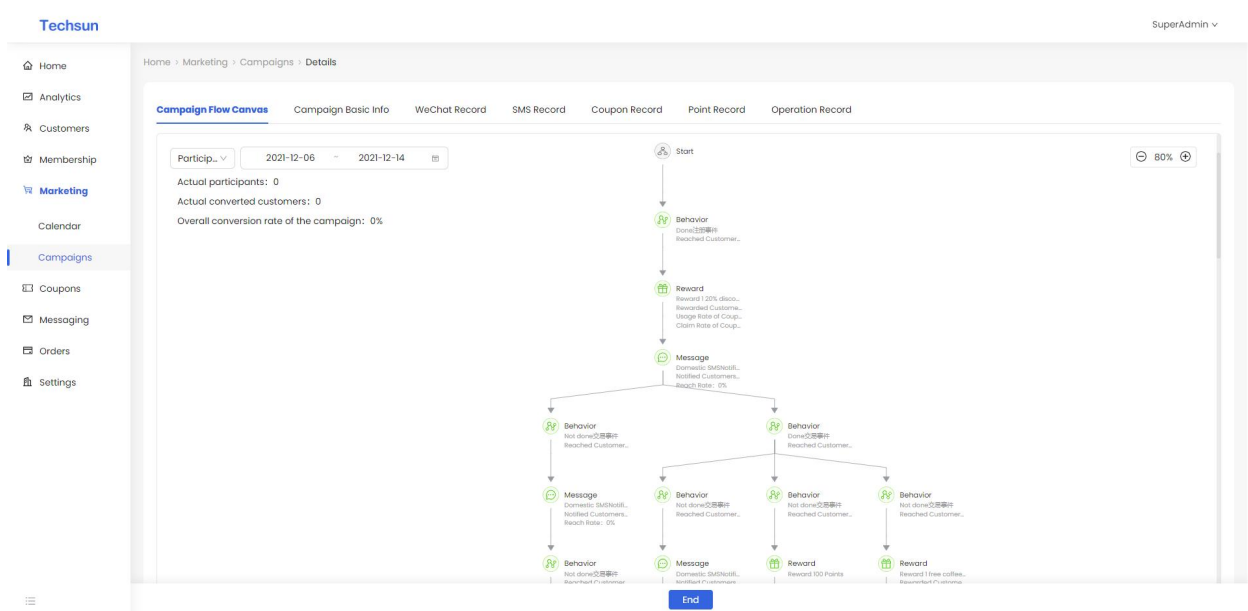 Techsun
SuperAdmin
Home
Analytics
Customers
Membership
Marketing
Calendar
Campaigns
Coupons
Messaging
Orders
Settings
Home › Marketing › Campaigns › Details
Campaign Flow Canvas Campaign Basic Info WeChat Record SMS Record Coupon Record Point Record Operation Record
Particip... 2021-12-06 ~ 2021-12-14
80%
Actual participants: 0
Actual converted customers: 0
Overall conversion rate of the campaign: 0%
Start
Behavior
Done注册事件
Reached Customer...
Reward
Reward 1 20% disco...
Rewarded Custome...
Usage Rate of Coup...
Claim Rate of Coup...
Message
Domestic SMSNotifi...
Notified Customers...
Reach Rate: 0%
Behavior
Not done交易事件
Reached Customer...
Behavior
Done交易事件
Reached Customer...
Message
Domestic SMSNotifi...
Notified Customers...
Reach Rate: 0%
Behavior
Not done交易事件
Reached Customer...
Behavior
Not done交易事件
Reached Customer...
Behavior
Not done交易事件
Reached Customer...
Behavior
Not done交易事件
Reached Customer
Message
Domestic SMSNotifi...
Notified Customers
Reward
Reward 100 Points
Reward
Reward 1 free coffee...
Rewarded Custome
End